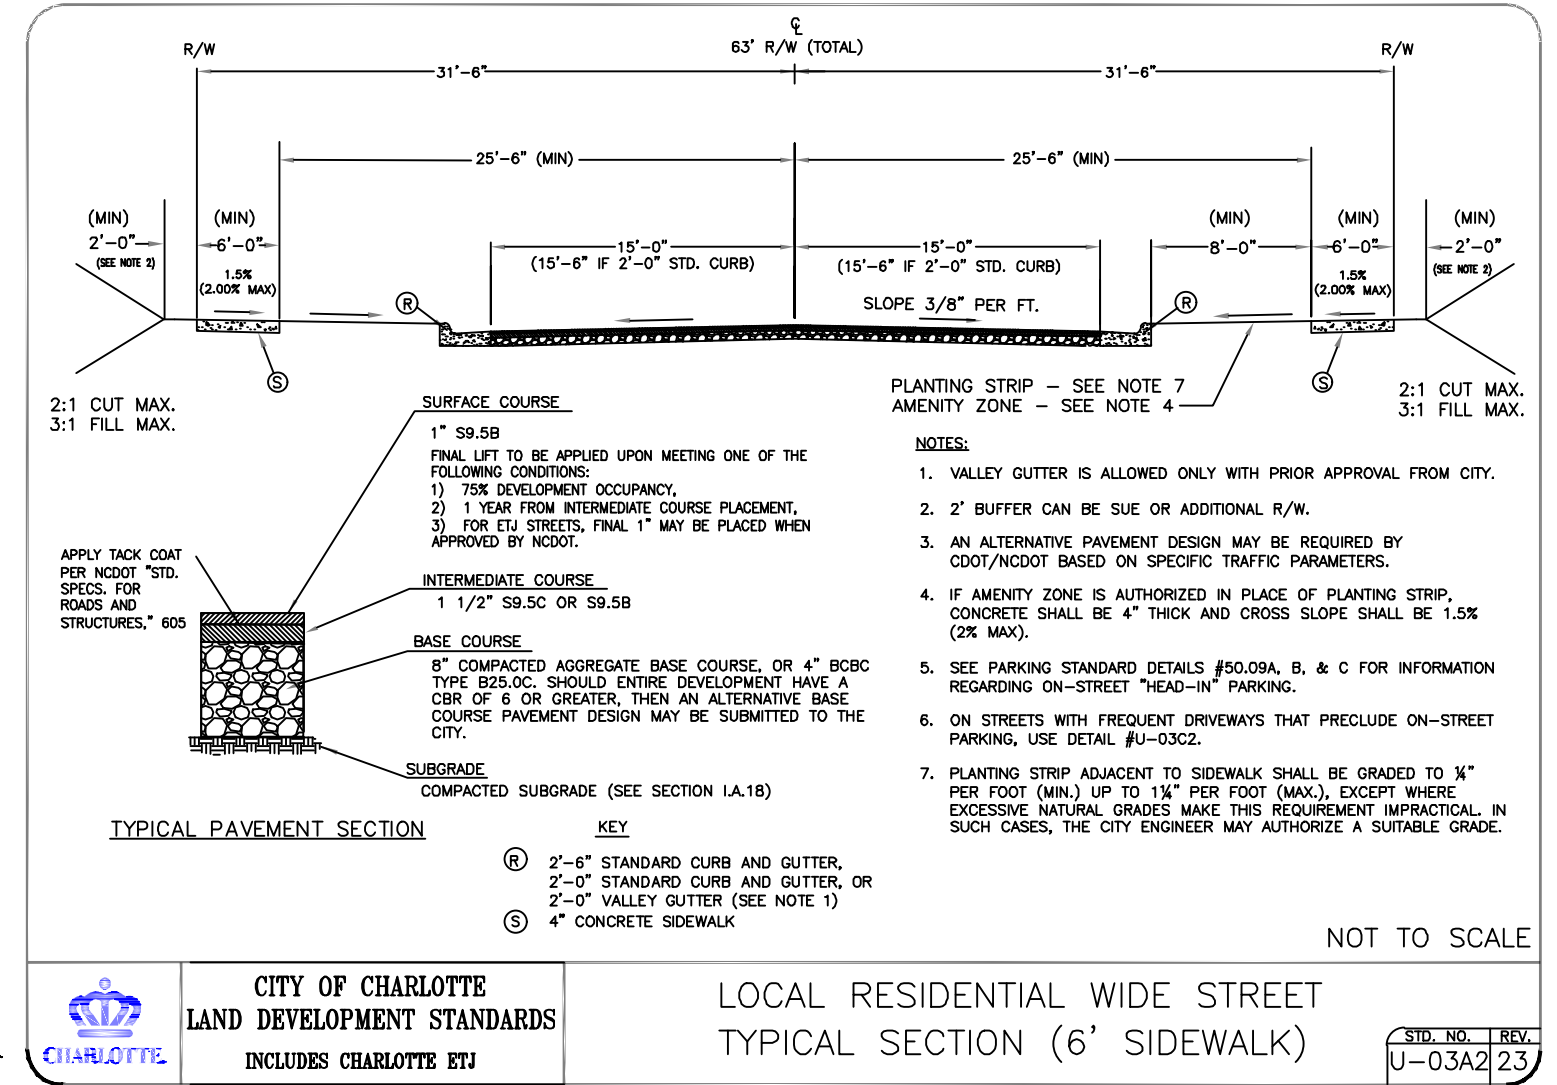 ℄
63' R/W (TOTAL)
R/W
R/W
31'-6"
31'-6"
25'-6" (MIN)
25'-6" (MIN)
(MIN)
2'-0"
(SEE NOTE 2)
(MIN)
6'-0"
1.5%
(2.00% MAX)
15'-0"
(15'-6" IF 2'-0" STD. CURB)
15'-0"
(15'-6" IF 2'-0" STD. CURB)
(MIN)
8'-0"
(MIN)
6'-0"
1.5%
(2.00% MAX)
(MIN)
2'-0"
(SEE NOTE 2)
R
SLOPE 3/8" PER FT.
R
S
S
2:1 CUT MAX.
3:1 FILL MAX.
PLANTING STRIP – SEE NOTE 7
AMENITY ZONE – SEE NOTE 4
2:1 CUT MAX.
3:1 FILL MAX.
SURFACE COURSE
1" S9.5B
FINAL LIFT TO BE APPLIED UPON MEETING ONE OF THE
FOLLOWING CONDITIONS:
1) 75% DEVELOPMENT OCCUPANCY,
2) 1 YEAR FROM INTERMEDIATE COURSE PLACEMENT,
3) FOR ETJ STREETS, FINAL 1" MAY BE PLACED WHEN
APPROVED BY NCDOT.
APPLY TACK COAT
PER NCDOT "STD.
SPECS. FOR
ROADS AND
STRUCTURES," 605
INTERMEDIATE COURSE
1 1/2" S9.5C OR S9.5B
BASE COURSE
8" COMPACTED AGGREGATE BASE COURSE, OR 4" BCBC
TYPE B25.0C. SHOULD ENTIRE DEVELOPMENT HAVE A
CBR OF 6 OR GREATER, THEN AN ALTERNATIVE BASE
COURSE PAVEMENT DESIGN MAY BE SUBMITTED TO THE
CITY.
SUBGRADE
COMPACTED SUBGRADE (SEE SECTION I.A.18)
TYPICAL PAVEMENT SECTION
KEY
R 2'-6" STANDARD CURB AND GUTTER,
2'-0" STANDARD CURB AND GUTTER, OR
2'-0" VALLEY GUTTER (SEE NOTE 1)
S 4" CONCRETE SIDEWALK
NOTES:
1. VALLEY GUTTER IS ALLOWED ONLY WITH PRIOR APPROVAL FROM CITY.
2. 2' BUFFER CAN BE SUE OR ADDITIONAL R/W.
3. AN ALTERNATIVE PAVEMENT DESIGN MAY BE REQUIRED BY
CDOT/NCDOT BASED ON SPECIFIC TRAFFIC PARAMETERS.
4. IF AMENITY ZONE IS AUTHORIZED IN PLACE OF PLANTING STRIP,
CONCRETE SHALL BE 4" THICK AND CROSS SLOPE SHALL BE 1.5%
(2% MAX).
5. SEE PARKING STANDARD DETAILS #50.09A, B, & C FOR INFORMATION
REGARDING ON-STREET "HEAD-IN" PARKING.
6. ON STREETS WITH FREQUENT DRIVEWAYS THAT PRECLUDE ON-STREET
PARKING, USE DETAIL #U-03C2.
7. PLANTING STRIP ADJACENT TO SIDEWALK SHALL BE GRADED TO ¼"
PER FOOT (MIN.) UP TO 1¼" PER FOOT (MAX.), EXCEPT WHERE
EXCESSIVE NATURAL GRADES MAKE THIS REQUIREMENT IMPRACTICAL. IN
SUCH CASES, THE CITY ENGINEER MAY AUTHORIZE A SUITABLE GRADE.
NOT TO SCALE
CHARLOTTE.
CITY OF CHARLOTTE
LAND DEVELOPMENT STANDARDS
INCLUDES CHARLOTTE ETJ
LOCAL RESIDENTIAL WIDE STREET
TYPICAL SECTION (6' SIDEWALK)
STD. NO. REV.
U-03A2 23